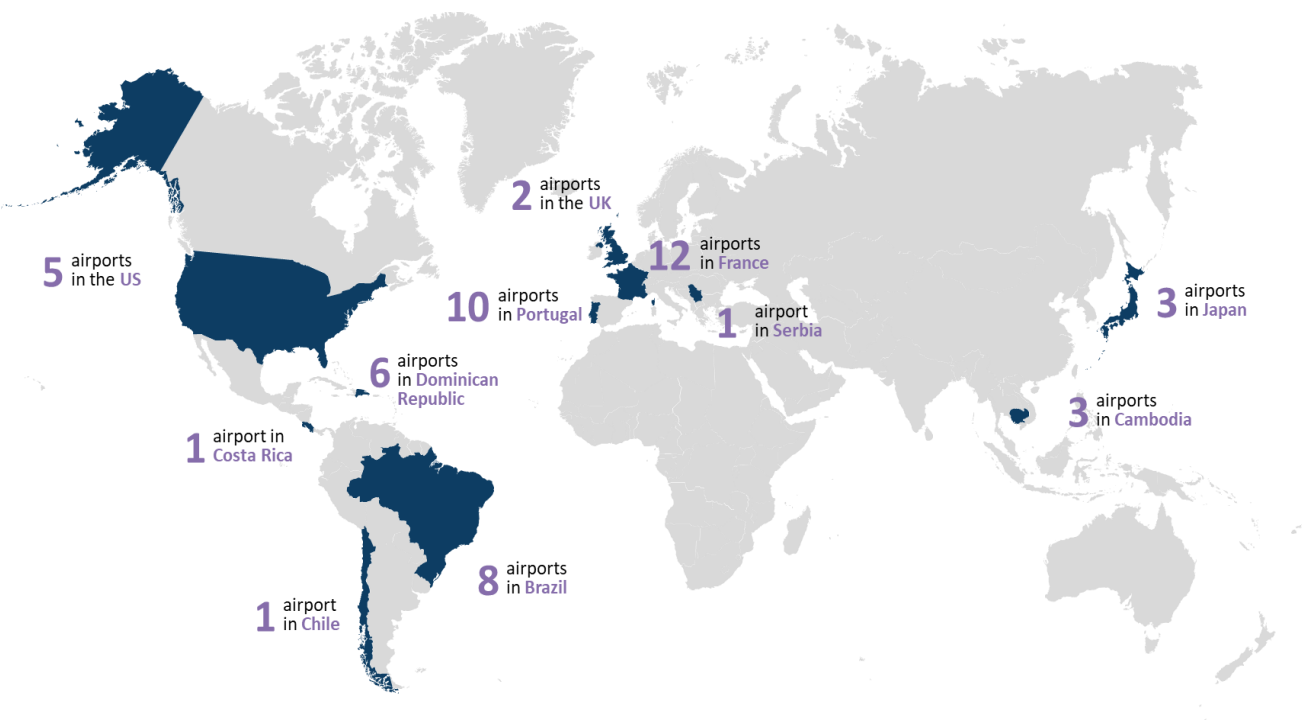 2 airports
in the UK
12 airports
in France
5 airports
in the US
10 airports
in Portugal
1 airport
in Serbia
3 airports
in Japan
6 airports
in Dominican
Republic
3 airports
in Cambodia
1 airport in
Costa Rica
8 airports
in Brazil
1 airport
in Chile